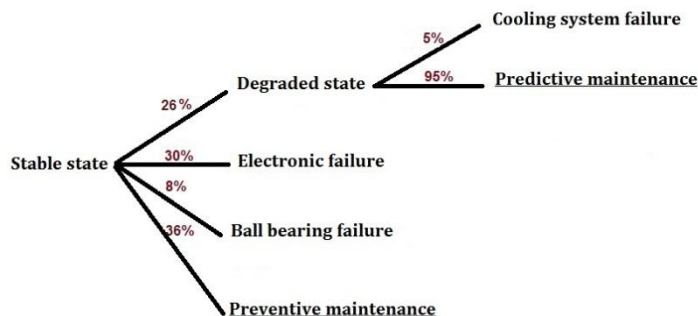 Cooling system failure
5%
Degraded state
95%
Predictive maintenance
26%
Stable state
30%
Electronic failure
8%
Ball bearing failure
36%
Preventive maintenance